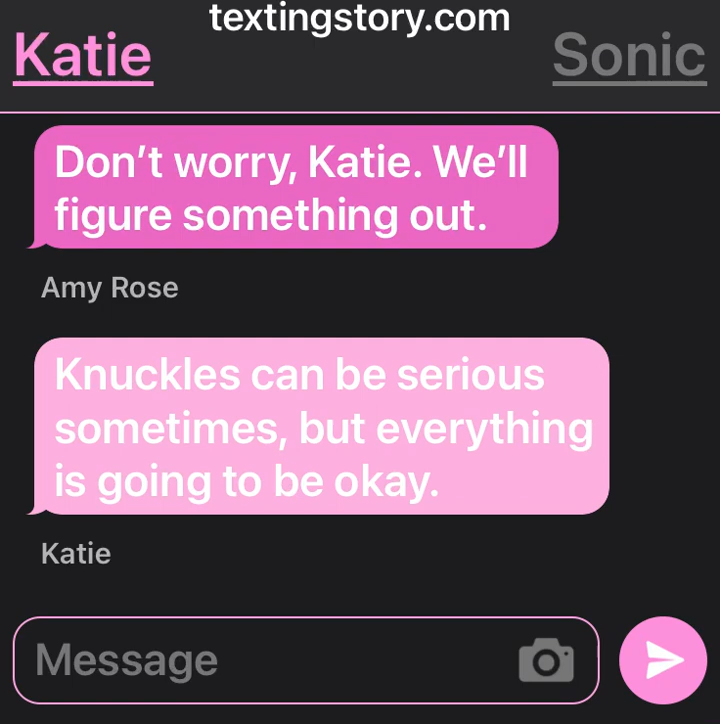 textingstory.com
Katie
Sonic
Don’t worry, Katie. We’ll
figure something out.
Amy Rose
Knuckles can be serious
sometimes, but everything
is going to be okay.
Katie
Message